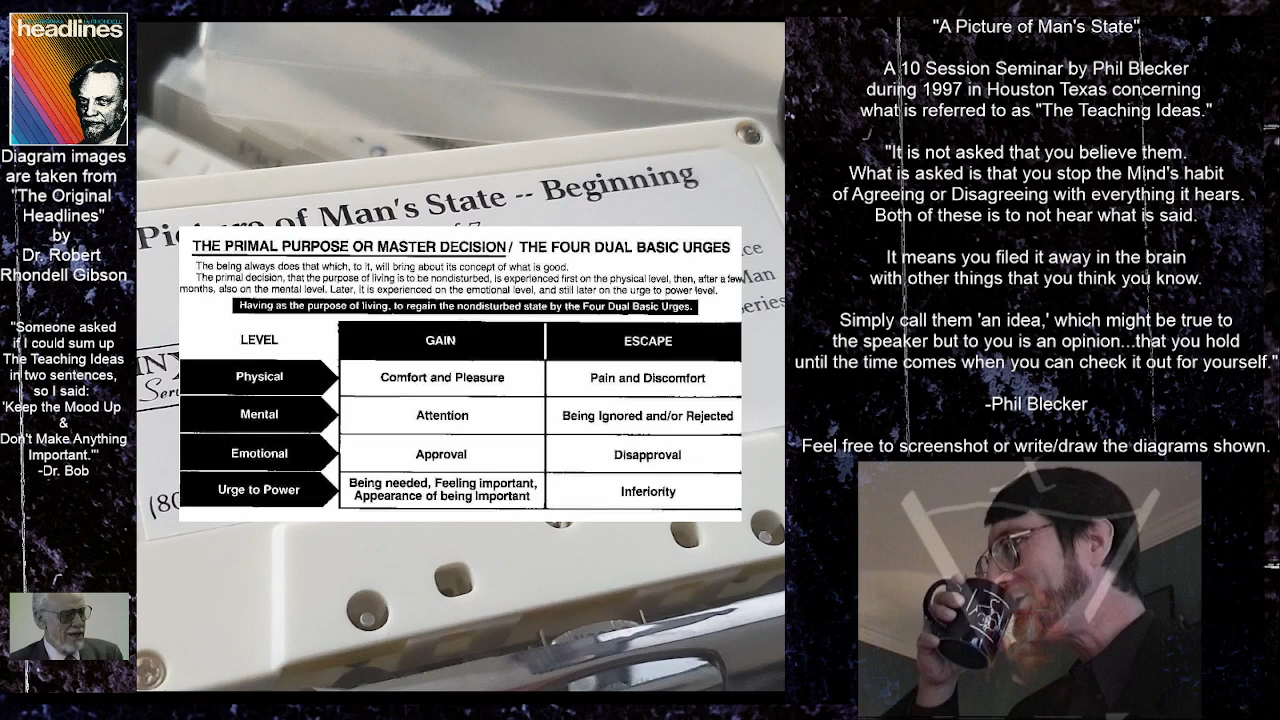 headlines
Diagram images
are taken from
"The Original
Headlines"
by
Dr. Robert
Rhondell Gibson
"Someone asked
if I could sum up
The Teaching Ideas
in two sentences,
so I said:
'Keep the Mood Up
&
Don't Make Anything
Important.'"
-Dr. Bob
Picture of Man's State -- Beginning
THE PRIMAL PURPOSE OR MASTER DECISION / THE FOUR DUAL BASIC URGES
The being always does that which, to it, will bring about its concept of what is good.
The primal decision, that the purpose of living is to be nondisturbed, is experienced first on the physical level, then, after a few
months, also on the mental level. Later, it is experienced on the emotional level, and still later on the urge to power level.
Having as the purpose of living, to regain the nondisturbed state by the Four Dual Basic Urges.
LEVEL GAIN ESCAPE
Physical Comfort and Pleasure Pain and Discomfort
Mental Attention Being Ignored and/or Rejected
Emotional Approval Disapproval
Urge to Power Being needed, Feeling important, Appearance of being Important Inferiority
ce
Man
eries
(80
"A Picture of Man's State"
A 10 Session Seminar by Phil Blecker
during 1997 in Houston Texas concerning
what is referred to as "The Teaching Ideas."
"It is not asked that you believe them.
What is asked is that you stop the Mind's habit
of Agreeing or Disagreeing with everything it hears.
Both of these is to not hear what is said.
It means you filed it away in the brain
with other things that you think you know.
Simply call them 'an idea,' which might be true to
the speaker but to you is an opinion...that you hold
until the time comes when you can check it out for yourself."
-Phil Blecker
Feel free to screenshot or write/draw the diagrams shown.